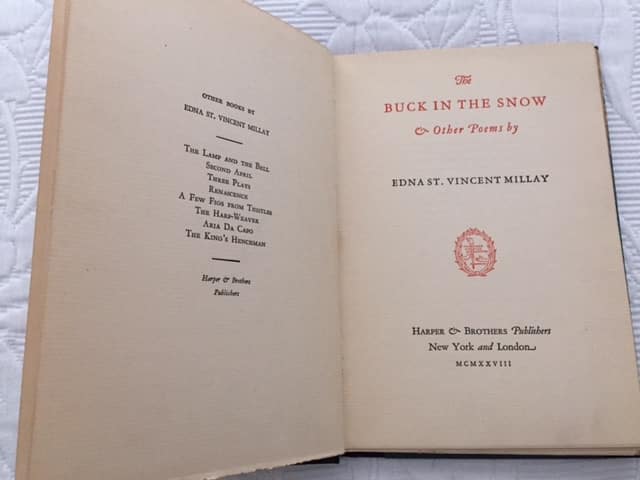 OTHER BOOKS BY
EDNA ST. VINCENT MILLAY
THE LAMP AND THE BELL
SECOND APRIL
THREE PLAYS
RENASCENCE
A FEW FIGS FROM THISTLES
THE HARP-WEAVER
ARIA DA CAPO
THE KING'S HENCHMAN
Harper & Brothers
Publishers
The
BUCK IN THE SNOW
& Other Poems by
EDNA ST. VINCENT MILLAY
HARPER & BROTHERS Publishers
New York and London
MCMXXVIII